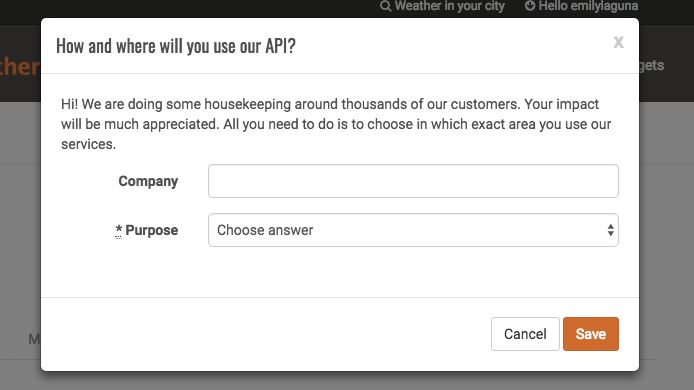 Weather in your city Hello emilylaguna
How and where will you use our API?
x
ther
gets
Hi! We are doing some housekeeping around thousands of our customers. Your impact
will be much appreciated. All you need to do is to choose in which exact area you use our
services.
Company
* Purpose Choose answer
M
Cancel Save